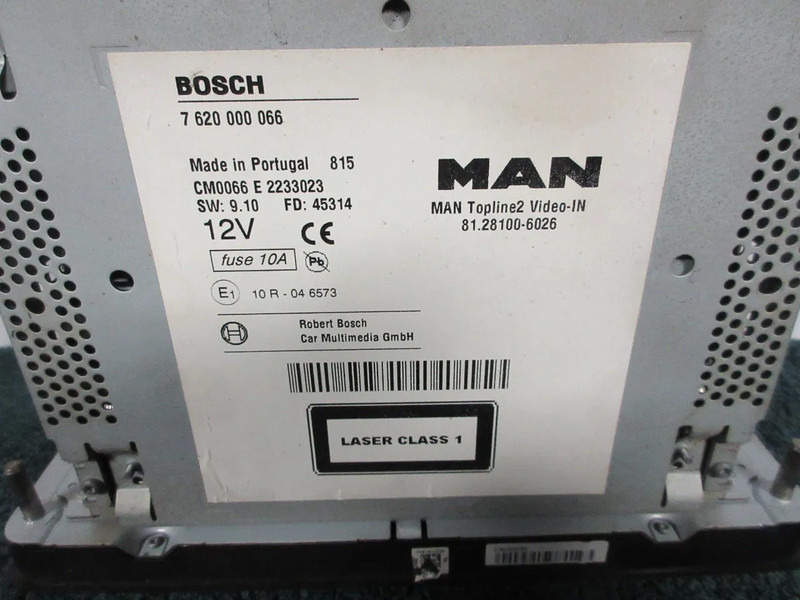 BOSCH
7 620 000 066
Made in Portugal 815
CM0066 E 2233023
SW: 9.10 FD: 45314
12V CE
fuse 10A Pb
E1 10 R - 04 6573
Robert Bosch
Car Multimedia GmbH
MAN
MAN Topline2 Video-IN
81.28100-6026
LASER CLASS 1